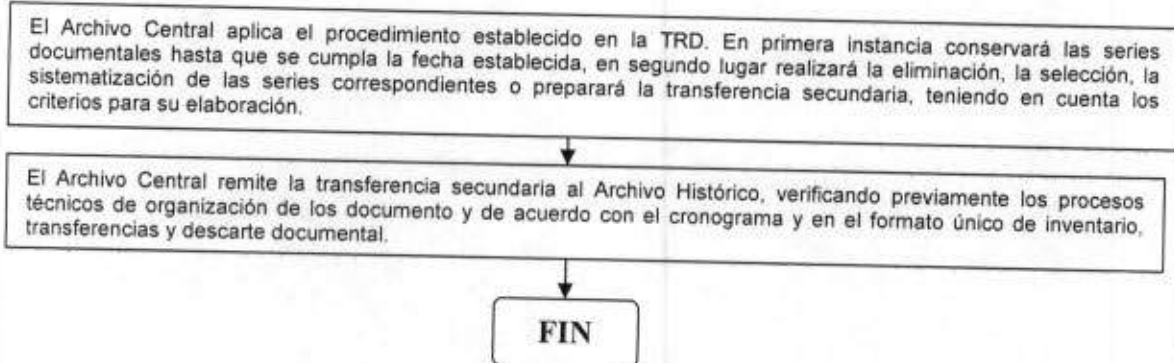 El Archivo Central aplica el procedimiento establecido en la TRD. En primera instancia conservará las series
documentales hasta que se cumpla la fecha establecida, en segundo lugar realizará la eliminación, la selección, la
sistematización de las series correspondientes o preparará la transferencia secundaria, teniendo en cuenta los
criterios para su elaboración.
El Archivo Central remite la transferencia secundaria al Archivo Histórico, verificando previamente los procesos
técnicos de organización de los documento y de acuerdo con el cronograma y en el formato único de inventario,
transferencias y descarte documental.
FIN